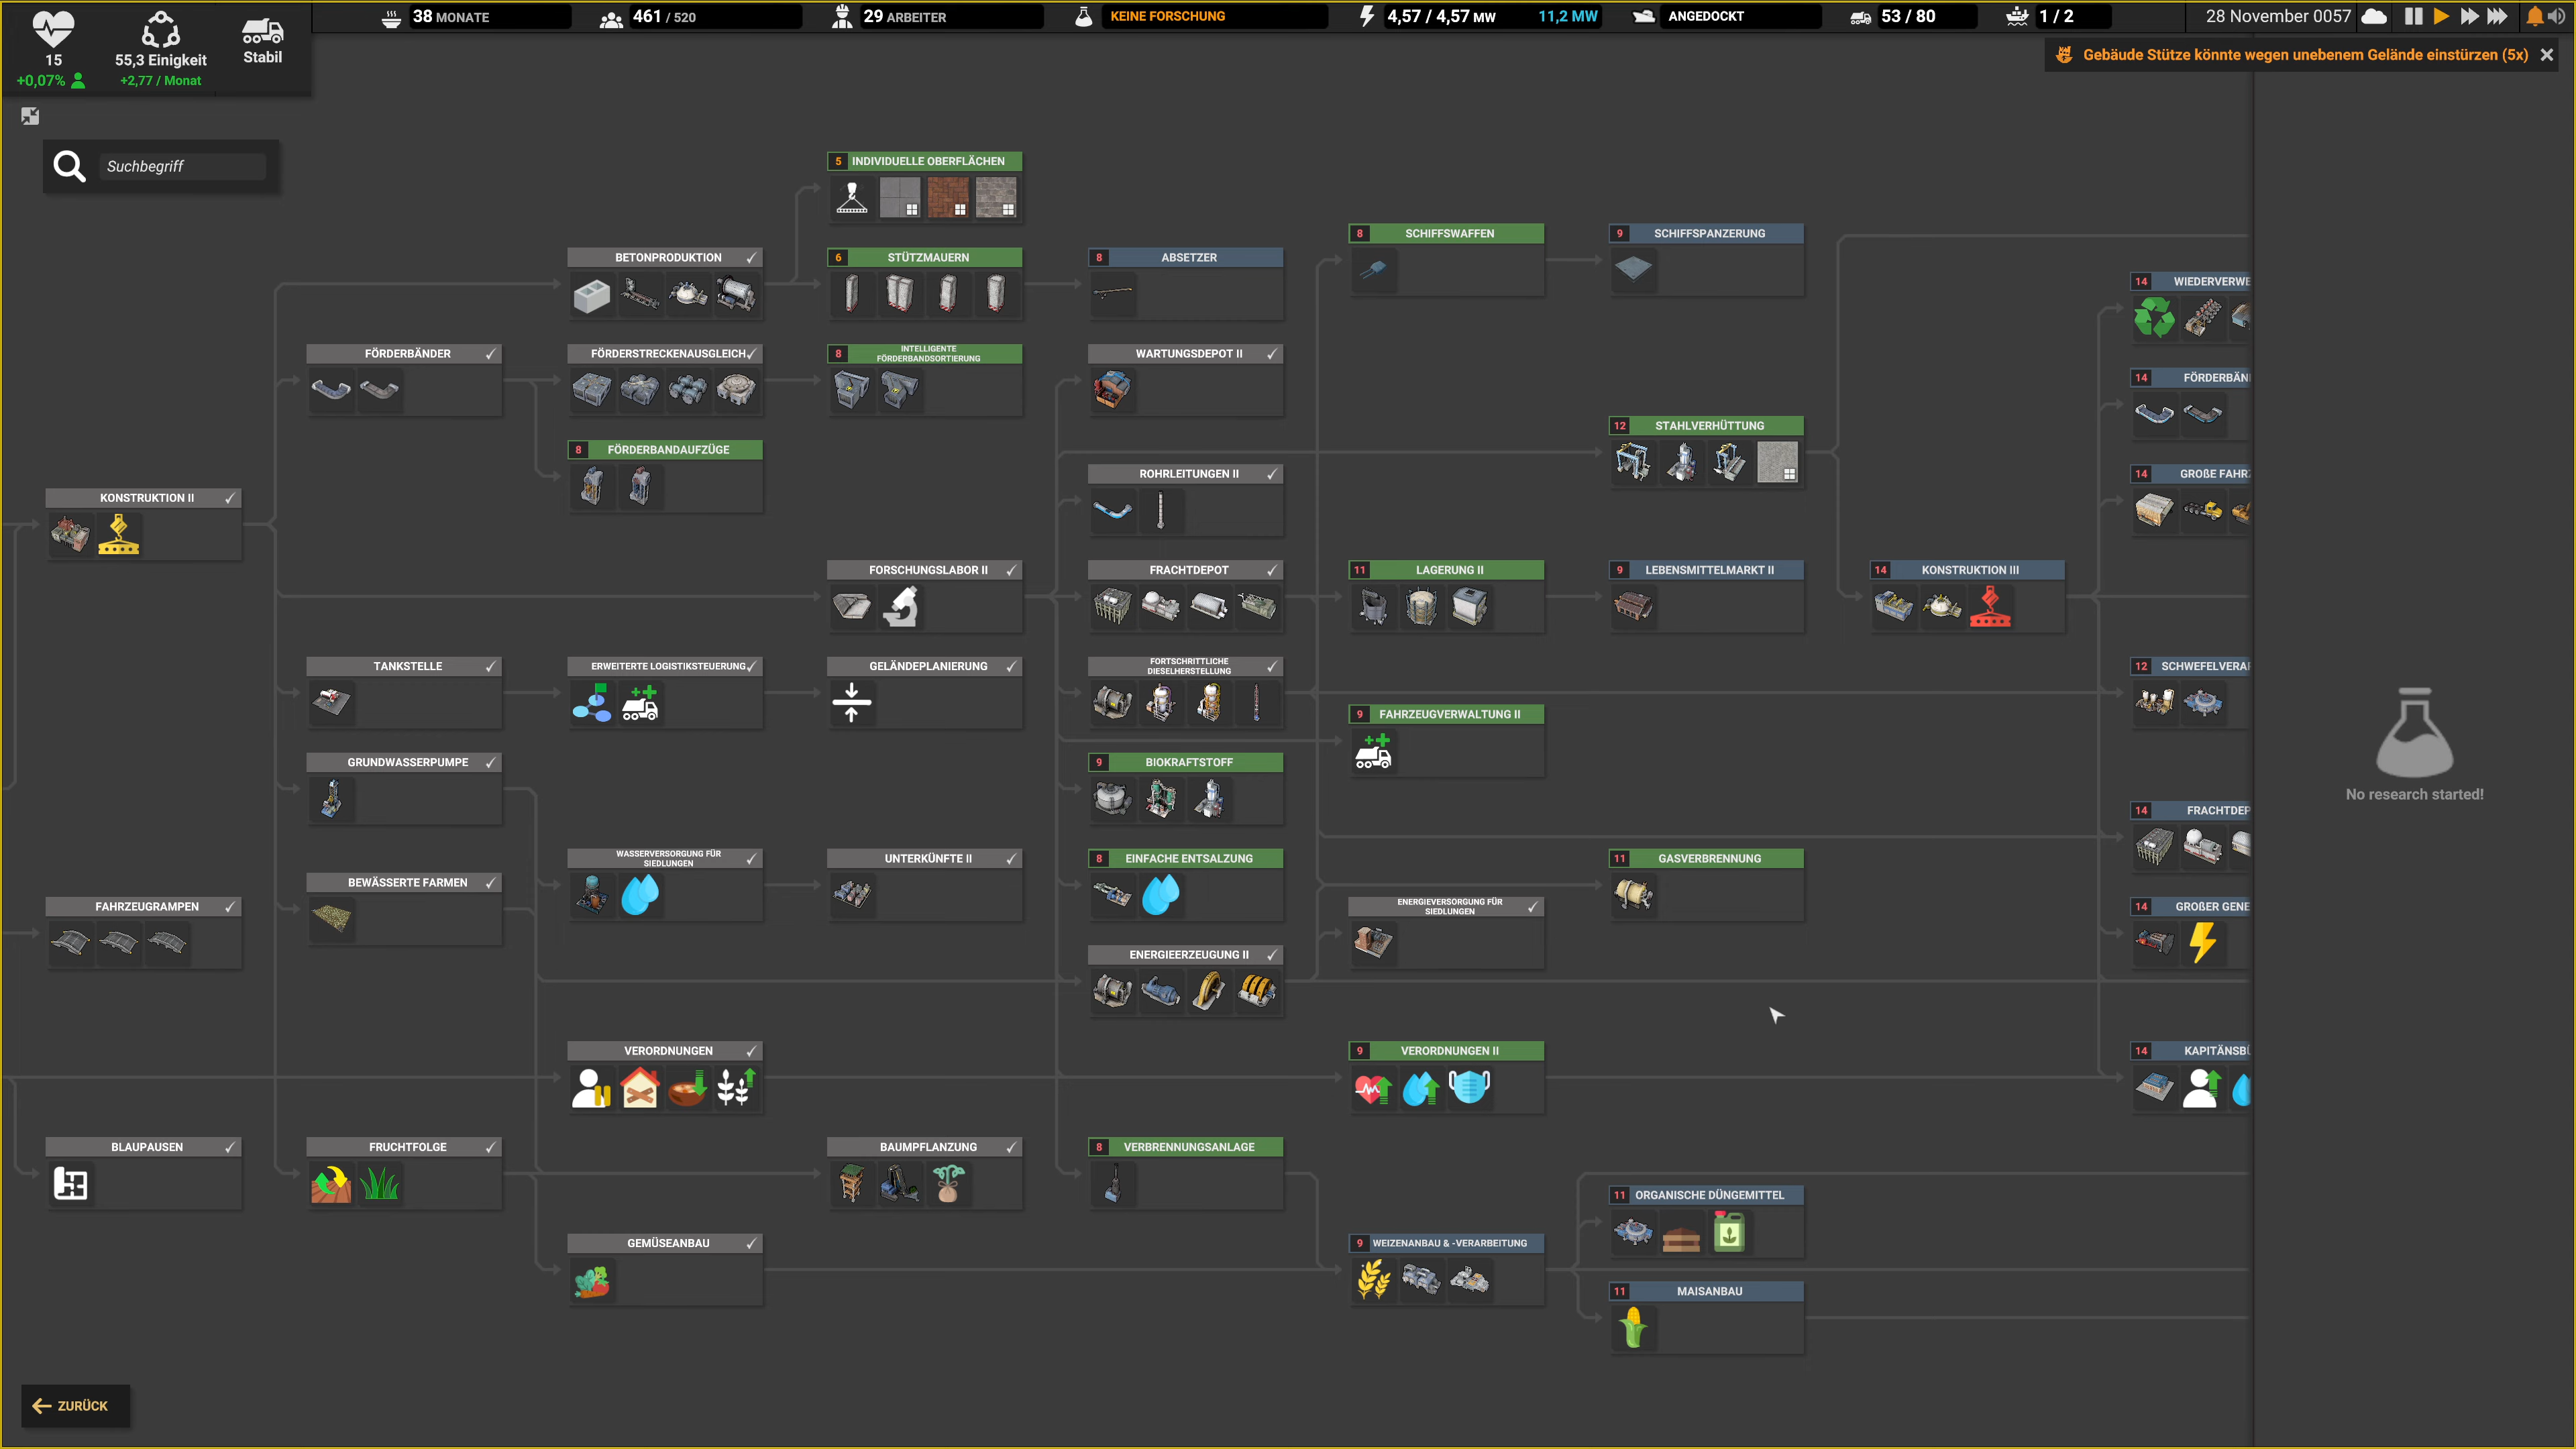 38 MONATE
461 / 520
29 ARBEITER
KEINE FORSCHUNG
4,57 / 4,57 MW
11,2 MW
ANGEDOCKT
53 / 80
1 / 2
28 November 0057
15
+0,07%
55,3 Einigkeit
+2,77 / Monat
Stabil
Gebäude Stütze könnte wegen unebenem Gelände einstürzen (5x)
Suchbegriff
5 INDIVIDUELLE OBERFLÄCHEN
8 SCHIFFSWAFFEN
9 SCHIFFSPANZERUNG
BETONPRODUKTION
6 STÜTZMAUERN
8 ABSETZER
14 WIEDERVERWE
FÖRDERBÄNDER
FÖRDERSTRECKENAUSGLEICH
8 INTELLIGENTE
FÖRDERBANDSORTIERUNG
WARTUNGSDEPOT II
14 FÖRDERBÄN
12 STAHLVERHÜTTUNG
8 FÖRDERBANDAUFZÜGE
ROHRLEITUNGEN II
14 GROßE FAHRZ
KONSTRUKTION II
FORSCHUNGSLABOR II
FRACHTDEPOT
11 LAGERUNG II
9 LEBENSMITTELMARKT II
14 KONSTRUKTION III
TANKSTELLE
ERWEITERTE LOGISTIKSTEUERUNG
GELÄNDEPLANIERUNG
FORTSCHRITTLICHE
DIESELHERSTELLUNG
12 SCHWEFELVERAR
9 FAHRZEUGVERWALTUNG II
GRUNDWASSERPUMPE
9 BIOKRAFTSTOFF
No research started!
14 FRACHTDEP
WASSERVERSORGUNG FÜR
SIEDLUNGEN
UNTERKÜNFTE II
8 EINFACHE ENTSALZUNG
11 GASVERBRENNUNG
BEWÄSSERTE FARMEN
FAHRZEUGRAMPEN
ENERGIEVERSORGUNG FÜR
SIEDLUNGEN
14 GROßER GENE
ENERGIEERZEUGUNG II
VERORDNUNGEN
9 VERORDNUNGEN II
14 KAPITÄNSBÜ
BLAUPAUSEN
FRUCHTFOLGE
BAUMPFLANZUNG
8 VERBRENNUNGSANLAGE
11 ORGANISCHE DÜNGEMITTEL
GEMÜSEANBAU
9 WEIZENANBAU & -VERARBEITUNG
11 MAISANBAU
ZURÜCK